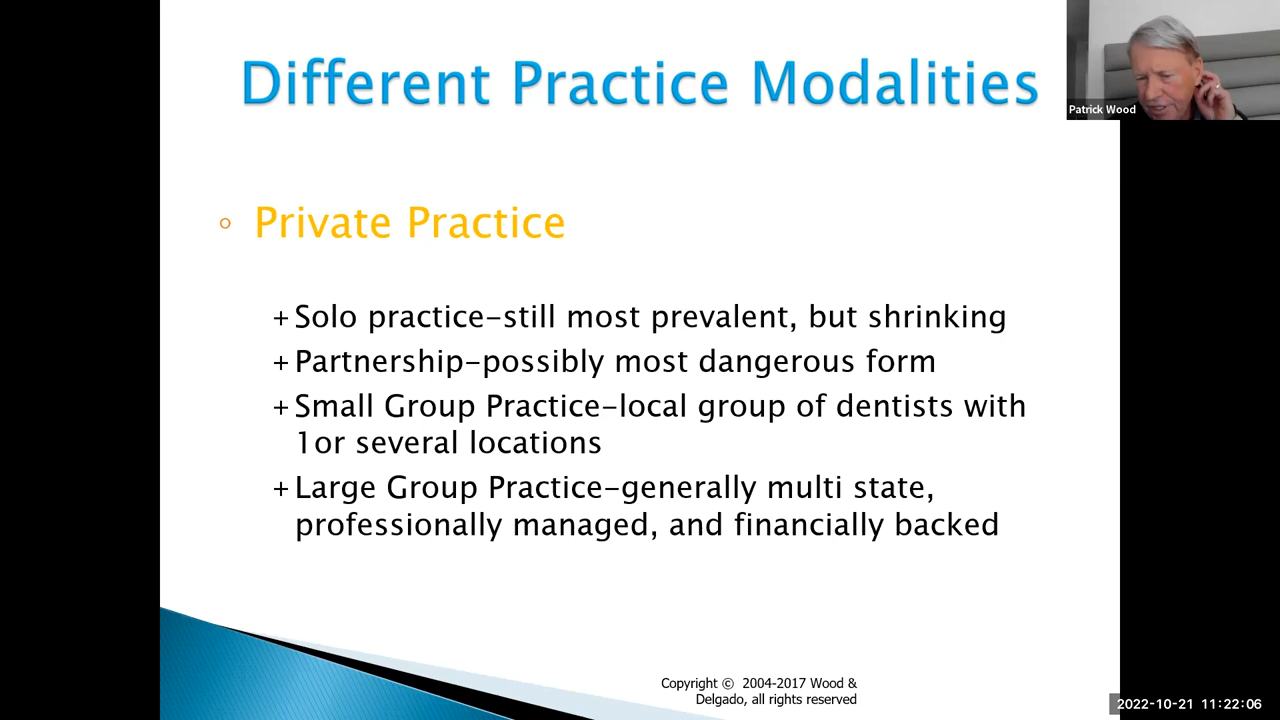 Different Practice Modalities
Patrick Wood
Private Practice
+Solo practice–still most prevalent, but shrinking
+Partnership–possibly most dangerous form
+Small Group Practice–local group of dentists with
1or several locations
+Large Group Practice–generally multi state,
professionally managed, and financially backed
Copyright © 2004-2017 Wood &
Delgado, all rights reserved
2022-10-21 11:22:06